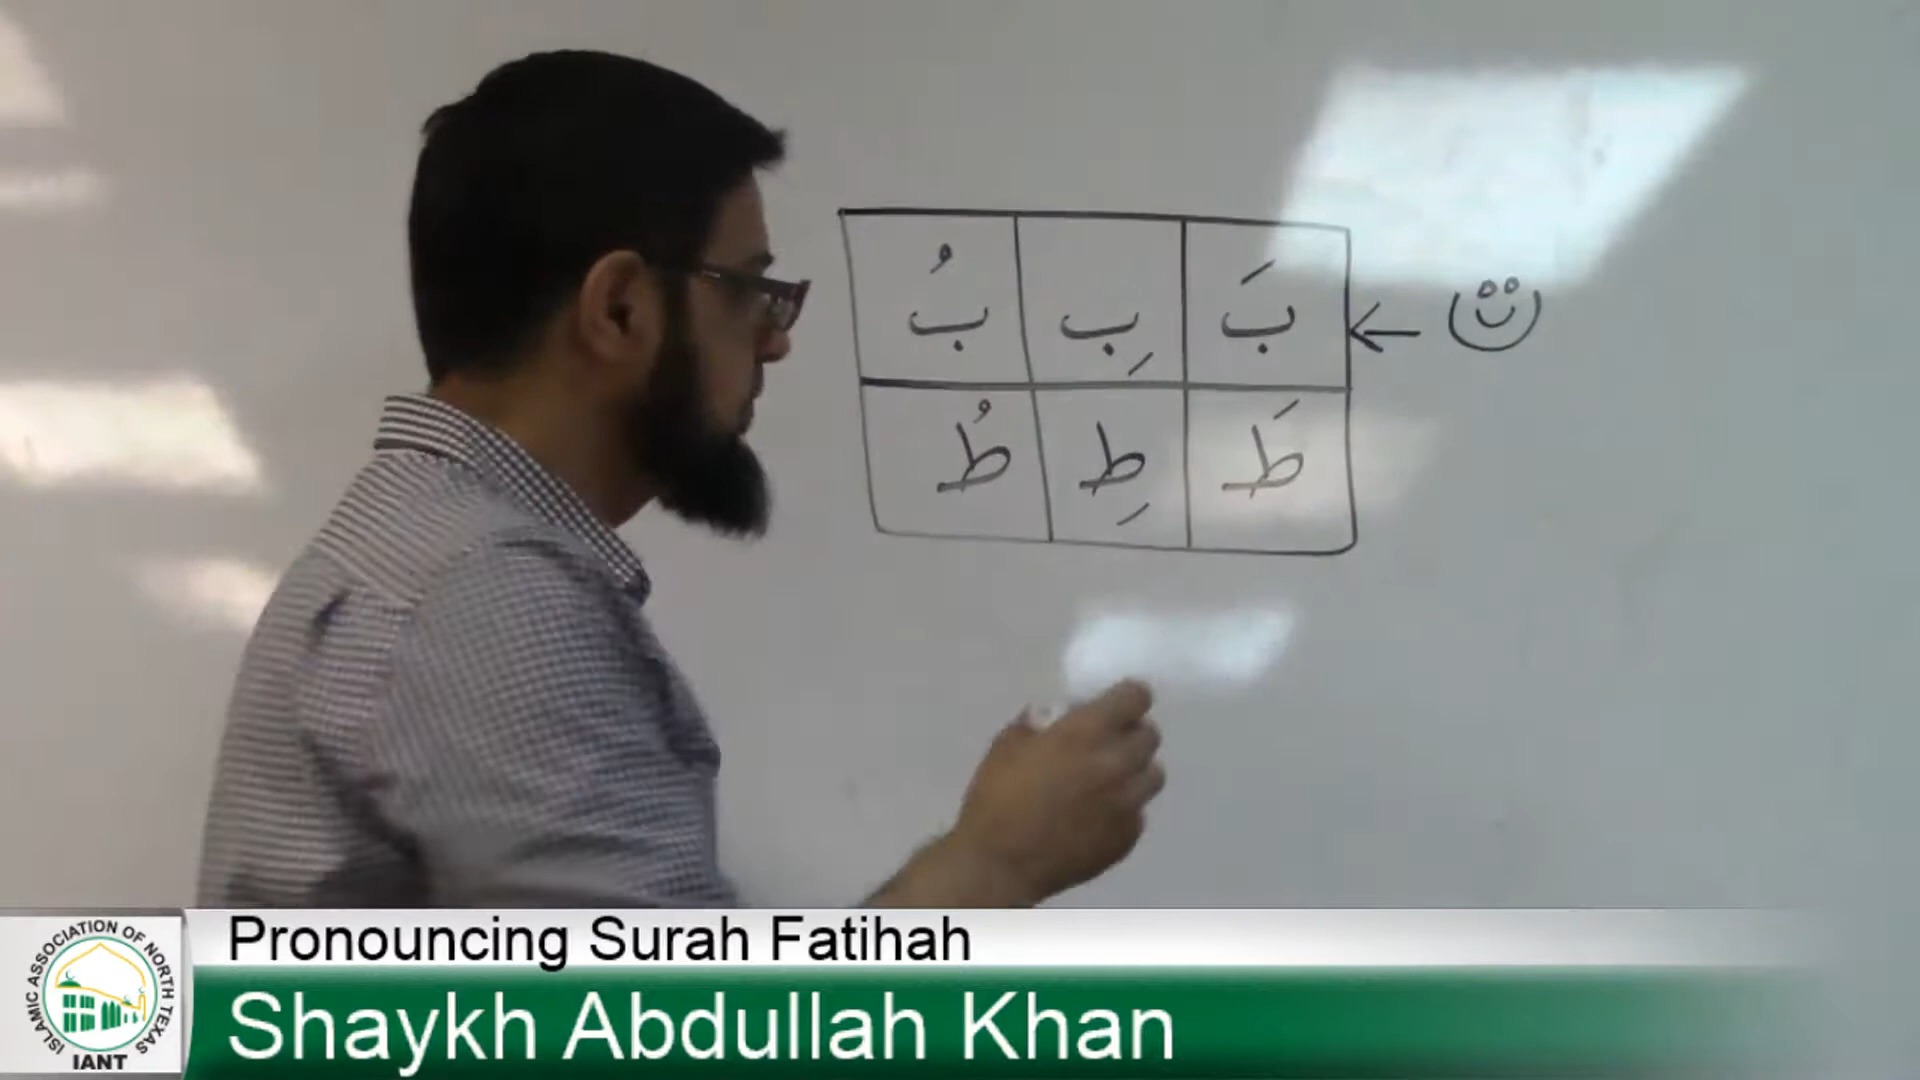 بَ بِ بُ
طَ طِ طُ
Pronouncing Surah Fatihah
Shaykh Abdullah Khan
ISLAMIC ASSOCIATION OF NORTH TEXAS
IANT